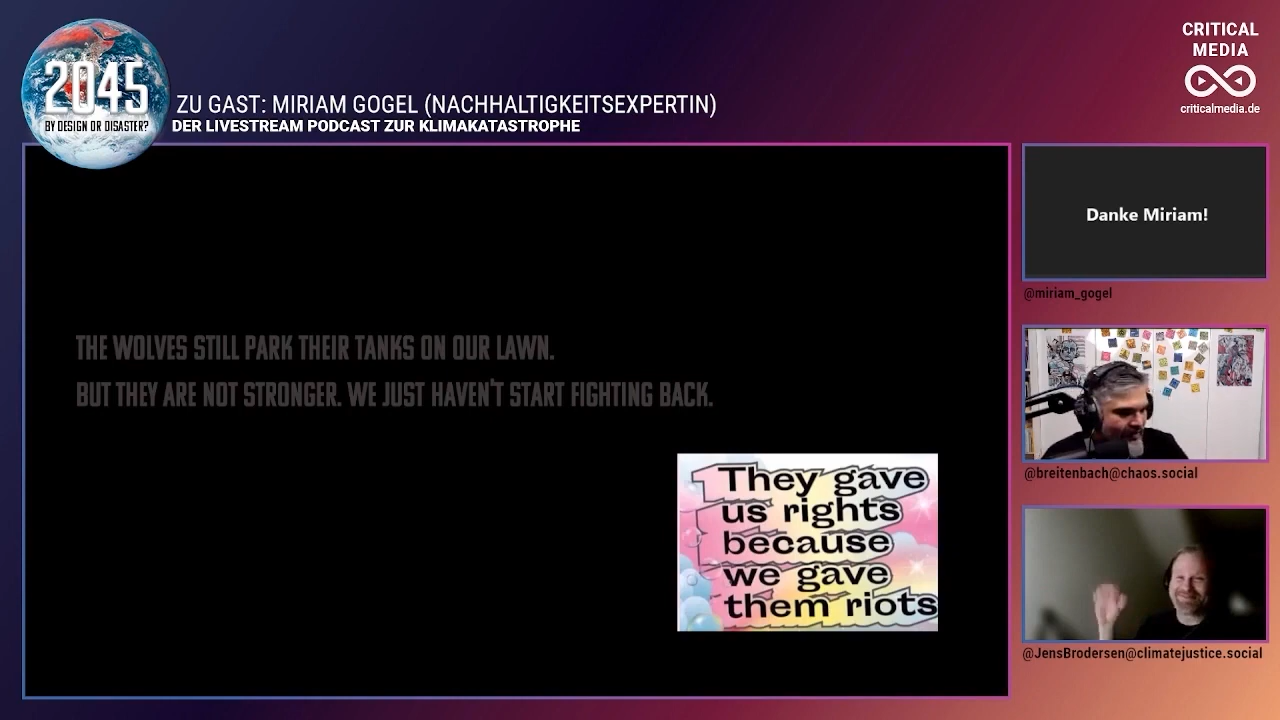 2045
BY DESIGN OR DISASTER?
ZU GAST: MIRIAM GOGEL (NACHHALTIGKEITSEXPERTIN)
DER LIVESTREAM PODCAST ZUR KLIMAKATASTROPHE
CRITICAL
MEDIA
criticalmedia.de
THE WOLVES STILL PARK THEIR TANKS ON OUR LAWN.
BUT THEY ARE NOT STRONGER. WE JUST HAVEN'T START FIGHTING BACK.
They gave
us rights
because
we gave
them riots
Danke Miriam!
@miriam_gogel
@breitenbach@chaos.social
@JensBrodersen@climatejustice.social